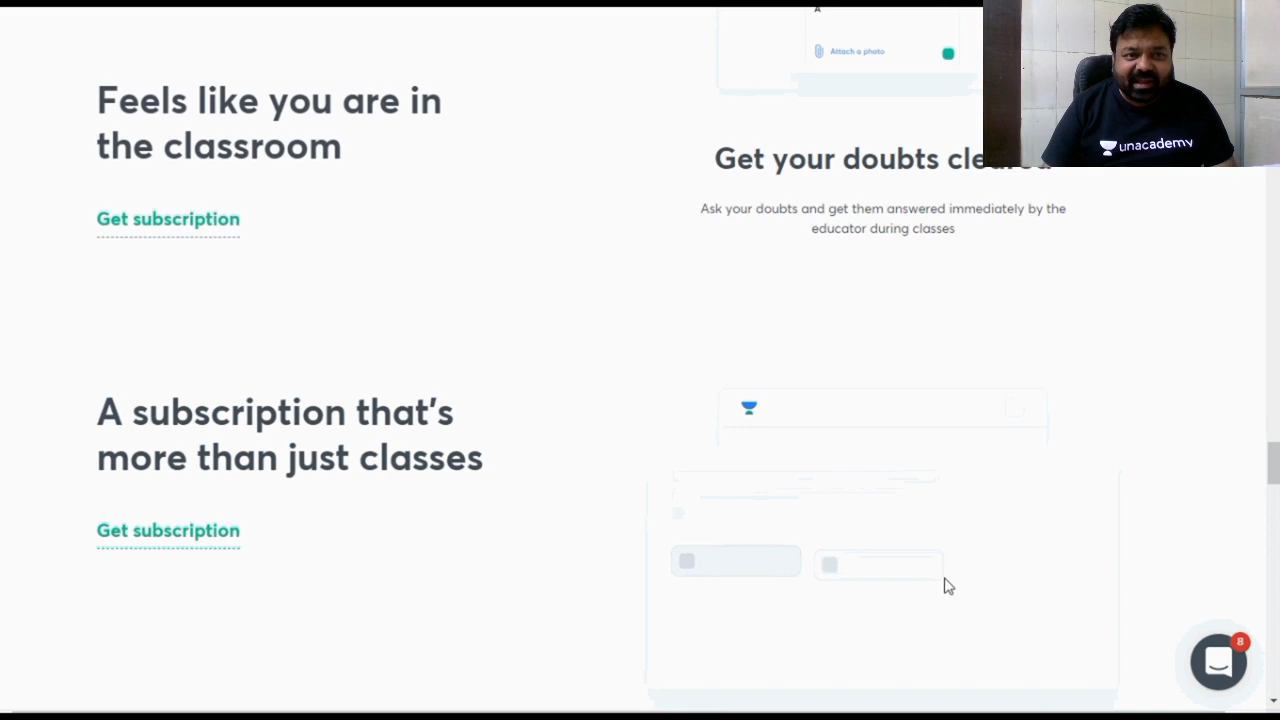 A
Attach a photo
Feels like you are in
the classroom
Get subscription
unacademy
Get your doubts cleared
Ask your doubts and get them answered immediately by the
educator during classes
A subscription that's
more than just classes
Get subscription
8